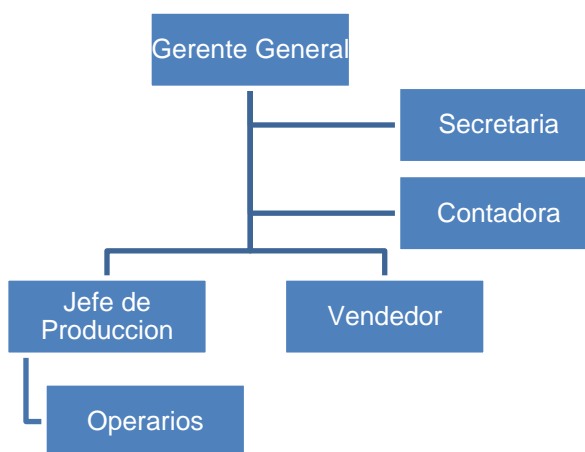 Gerente General
Secretaria
Contadora
Jefe de
Produccion
Vendedor
Operarios